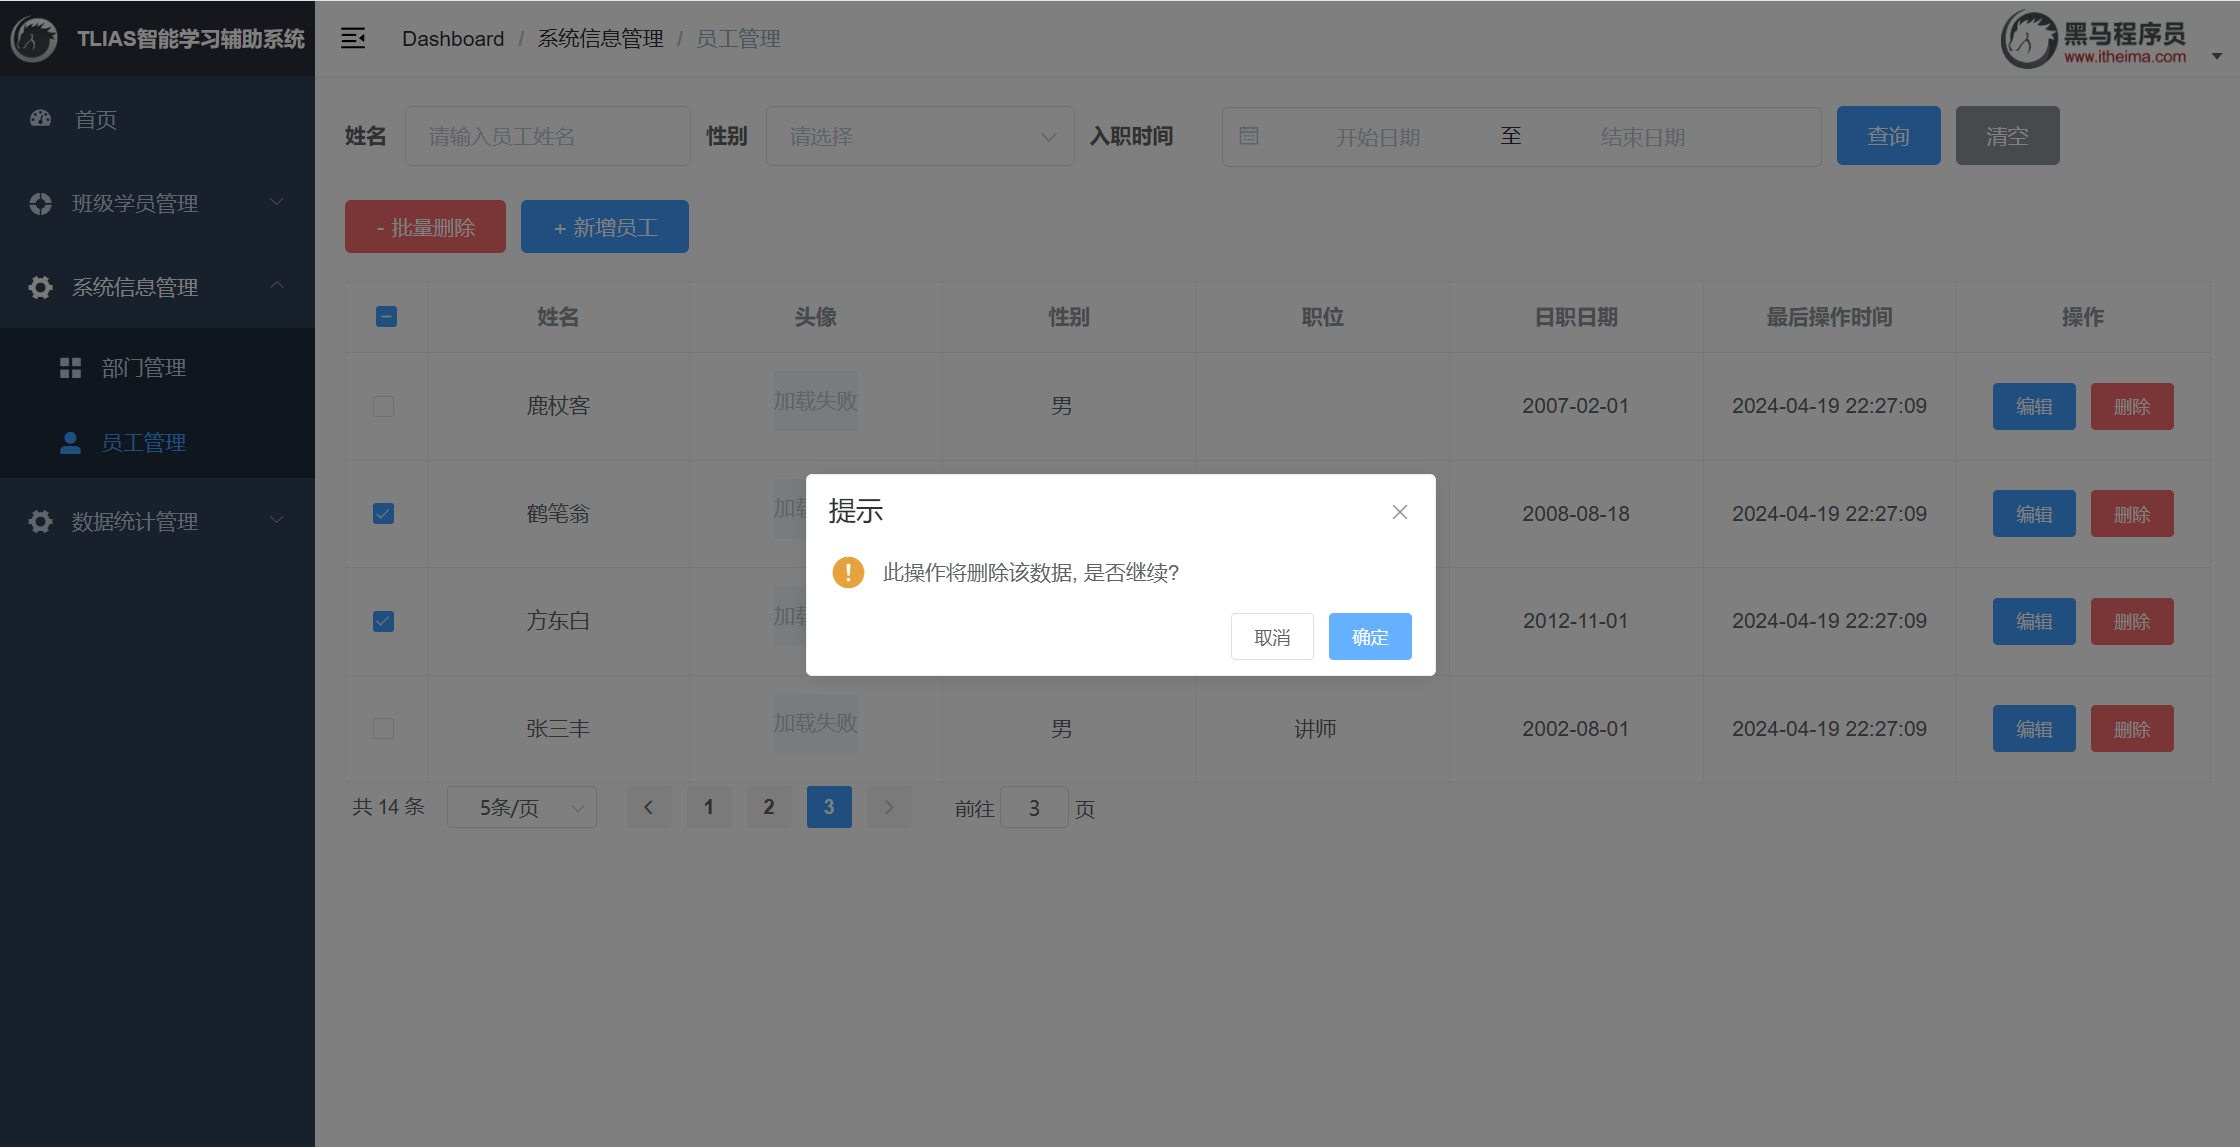 TLIAS智能学习辅助系统
Dashboard / 系统信息管理 / 员工管理
黑马程序员
www.itheima.com
首页
班级学员管理
系统信息管理
部门管理
员工管理
数据统计管理
姓名 请输入员工姓名 性别 请选择 入职时间 开始日期 至 结束日期 查询 清空
- 批量删除 + 新增员工
姓名 头像 性别 职位 日职日期 最后操作时间 操作
鹿杖客 加载失败 男 2007-02-01 2024-04-19 22:27:09 编辑 删除
鹤笔翁 加载 2008-08-18 2024-04-19 22:27:09 编辑 删除
方东白 加载 2012-11-01 2024-04-19 22:27:09 编辑 删除
张三丰 加载失败 男 讲师 2002-08-01 2024-04-19 22:27:09 编辑 删除
提示
此操作将删除该数据, 是否继续?
取消 确定
共 14 条 5条/页 1 2 3 前往 3 页